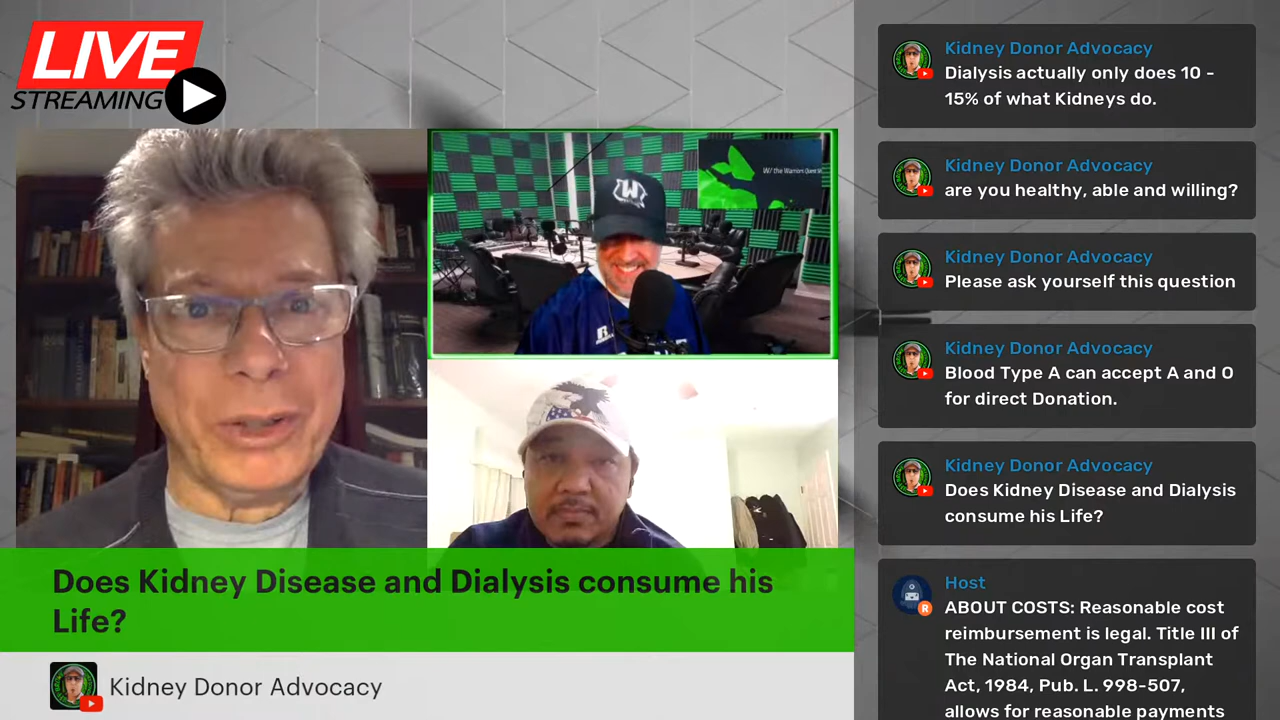 LIVE
STREAMING
W/ the Warren
W
R
Does Kidney Disease and Dialysis consume his
Life?
Kidney Donor Advocacy
Kidney Donor Advocacy
Dialysis actually only does 10 -
15% of what Kidneys do.
Kidney Donor Advocacy
are you healthy, able and willing?
Kidney Donor Advocacy
Please ask yourself this question
Kidney Donor Advocacy
Blood Type A can accept A and O
for direct Donation.
Kidney Donor Advocacy
Does Kidney Disease and Dialysis
consume his Life?
Host
R
ABOUT COSTS: Reasonable cost
reimbursement is legal. Title III of
The National Organ Transplant
Act, 1984, Pub. L. 998-507,
allows for reasonable payments